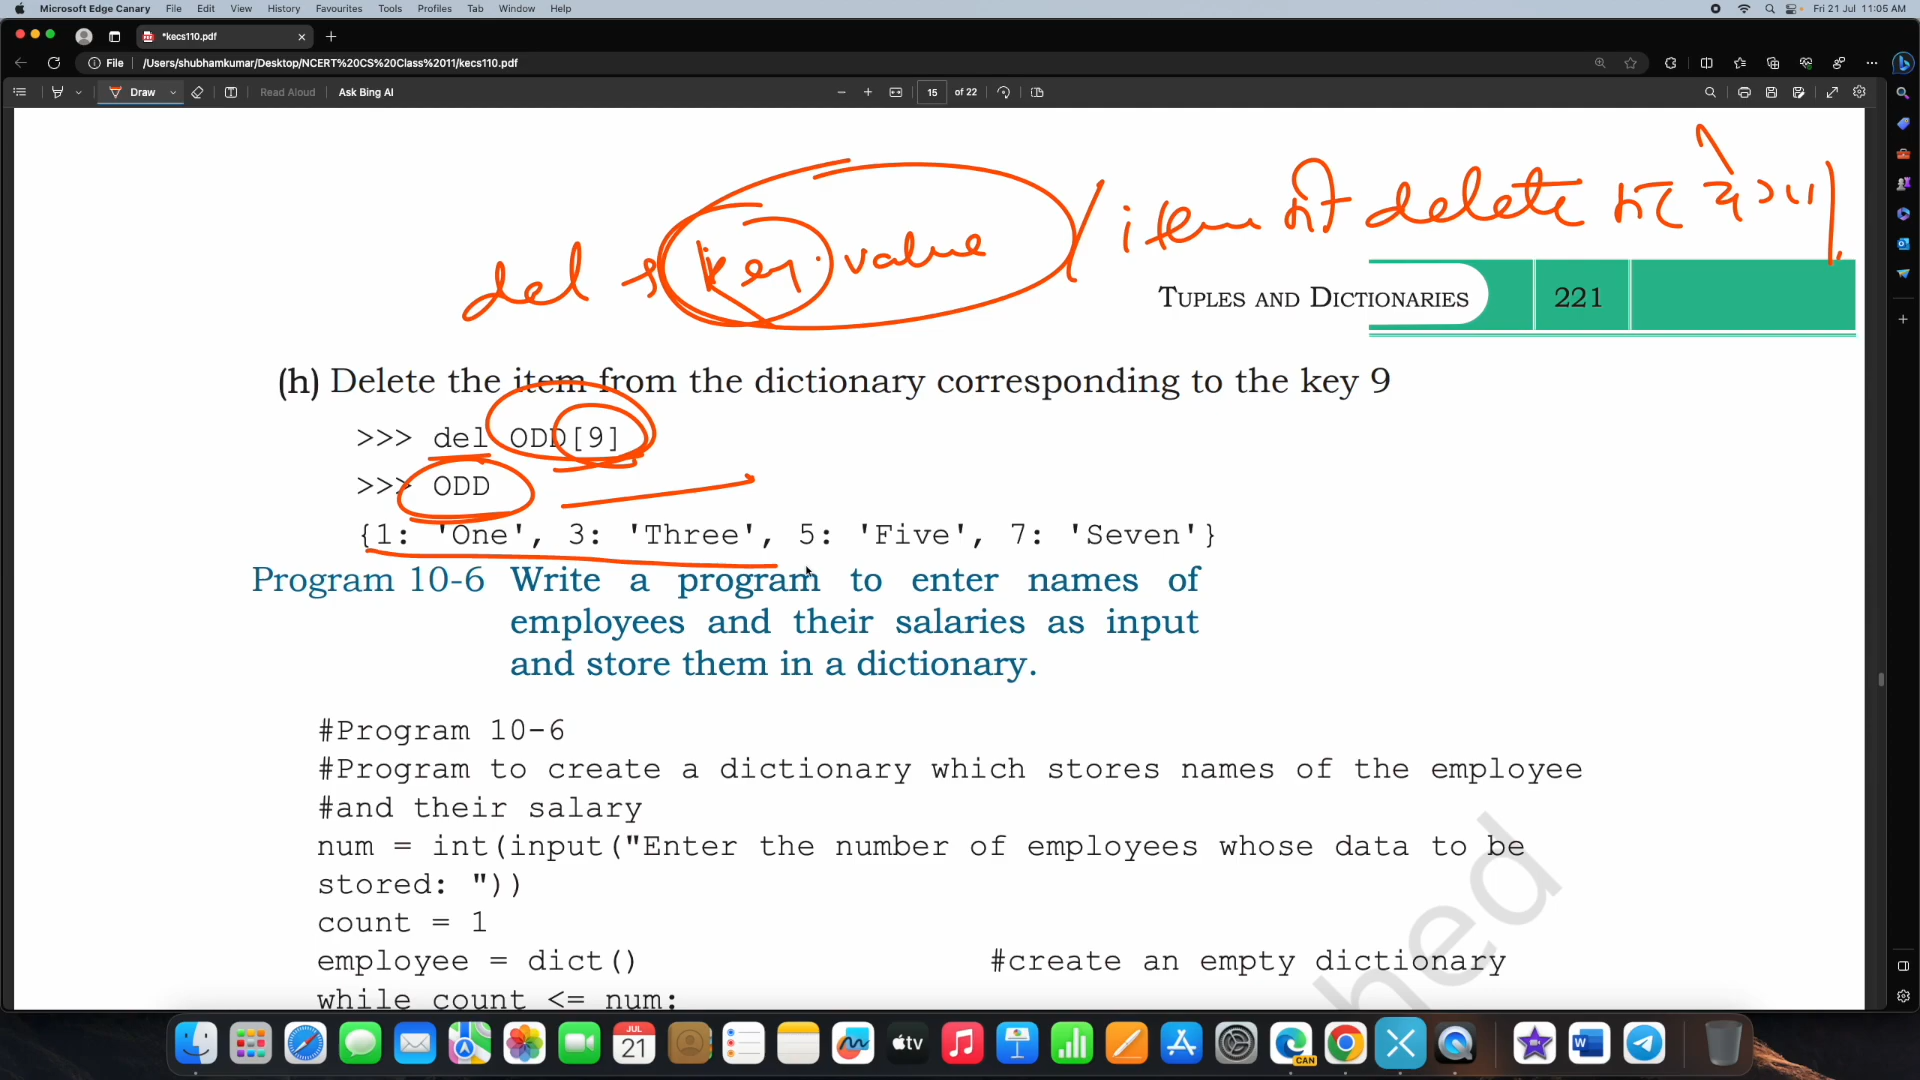 Microsoft Edge Canary File Edit View History Favourites Tools Profiles Tab Window Help Fri 21 Jul 11:05 AM
*kecs110.pdf
File /Users/shubhamkumar/Desktop/NCERT%20CS%20Class%2011/kecs110.pdf
Draw Read Aloud Ask Bing AI 15 of 22
del key value / item delete
TUPLES AND DICTIONARIES 221
(h) Delete the item from the dictionary corresponding to the key 9
>>> del ODD[9]
>>> ODD
{1: 'One', 3: 'Three', 5: 'Five', 7: 'Seven'}
Program 10-6 Write a program to enter names of
employees and their salaries as input
and store them in a dictionary.
#Program 10-6
#Program to create a dictionary which stores names of the employee
#and their salary
num = int(input("Enter the number of employees whose data to be
stored: "))
count = 1
employee = dict() #create an empty dictionary
while count <= num:
hed
JUL
21
tv
CAN
W